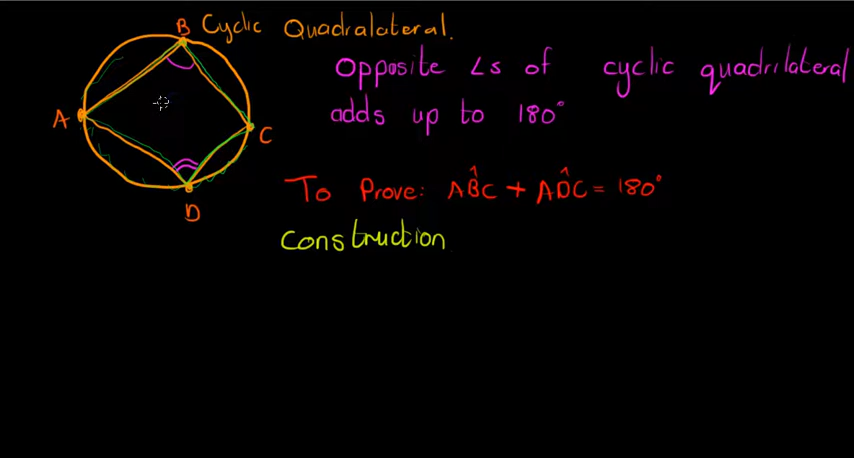 B
Cyclic Quadralateral.
Opposite ∠s of cyclic quadrilateral
adds up to 180°
A
C
D
To Prove: AB̂C + AD̂C = 180°
Construction